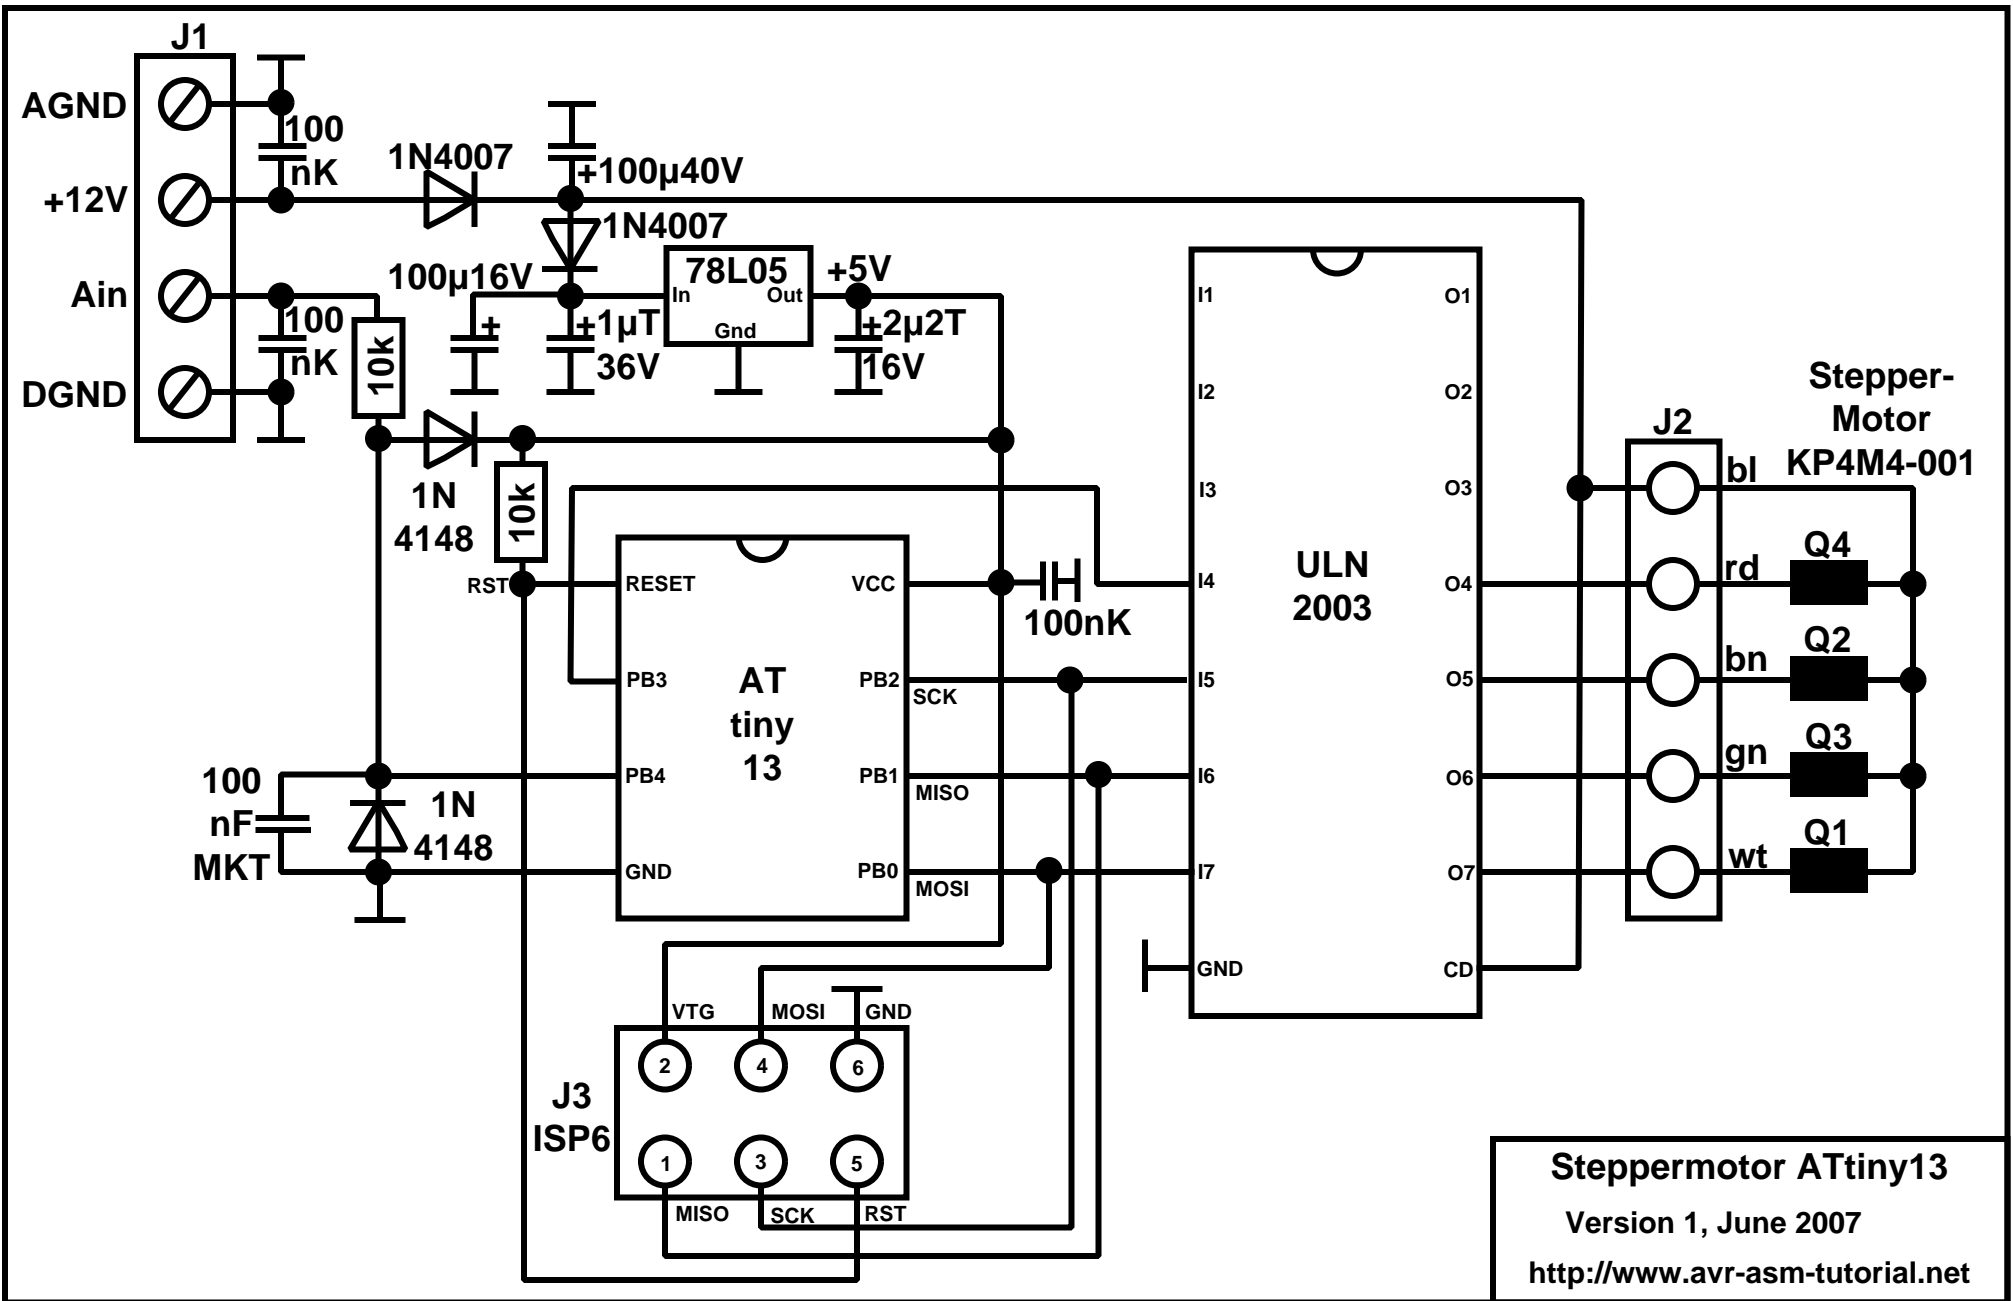 J1
AGND
+12V
Ain
DGND
100
nK
100
nK
1N4007
+100µ40V
1N4007
100µ16V
+
+1µT
36V
78L05
In
Out
Gnd
+5V
+2µ2T
16V
10k
1N
4148
10k
RST
RESET
VCC
PB3
PB2
PB4
PB1
GND
PB0
AT
tiny
13
SCK
MISO
MOSI
100nK
100
nF
MKT
1N
4148
I1
I2
I3
I4
I5
I6
I7
GND
ULN
2003
O1
O2
O3
O4
O5
O6
O7
CD
J2
Stepper-
Motor
KP4M4-001
bl
rd
Q4
bn
Q2
gn
Q3
wt
Q1
VTG
MOSI
GND
2
4
6
J3
ISP6
1
3
5
MISO
SCK
RST
Steppermotor ATtiny13
Version 1, June 2007
http://www.avr-asm-tutorial.net